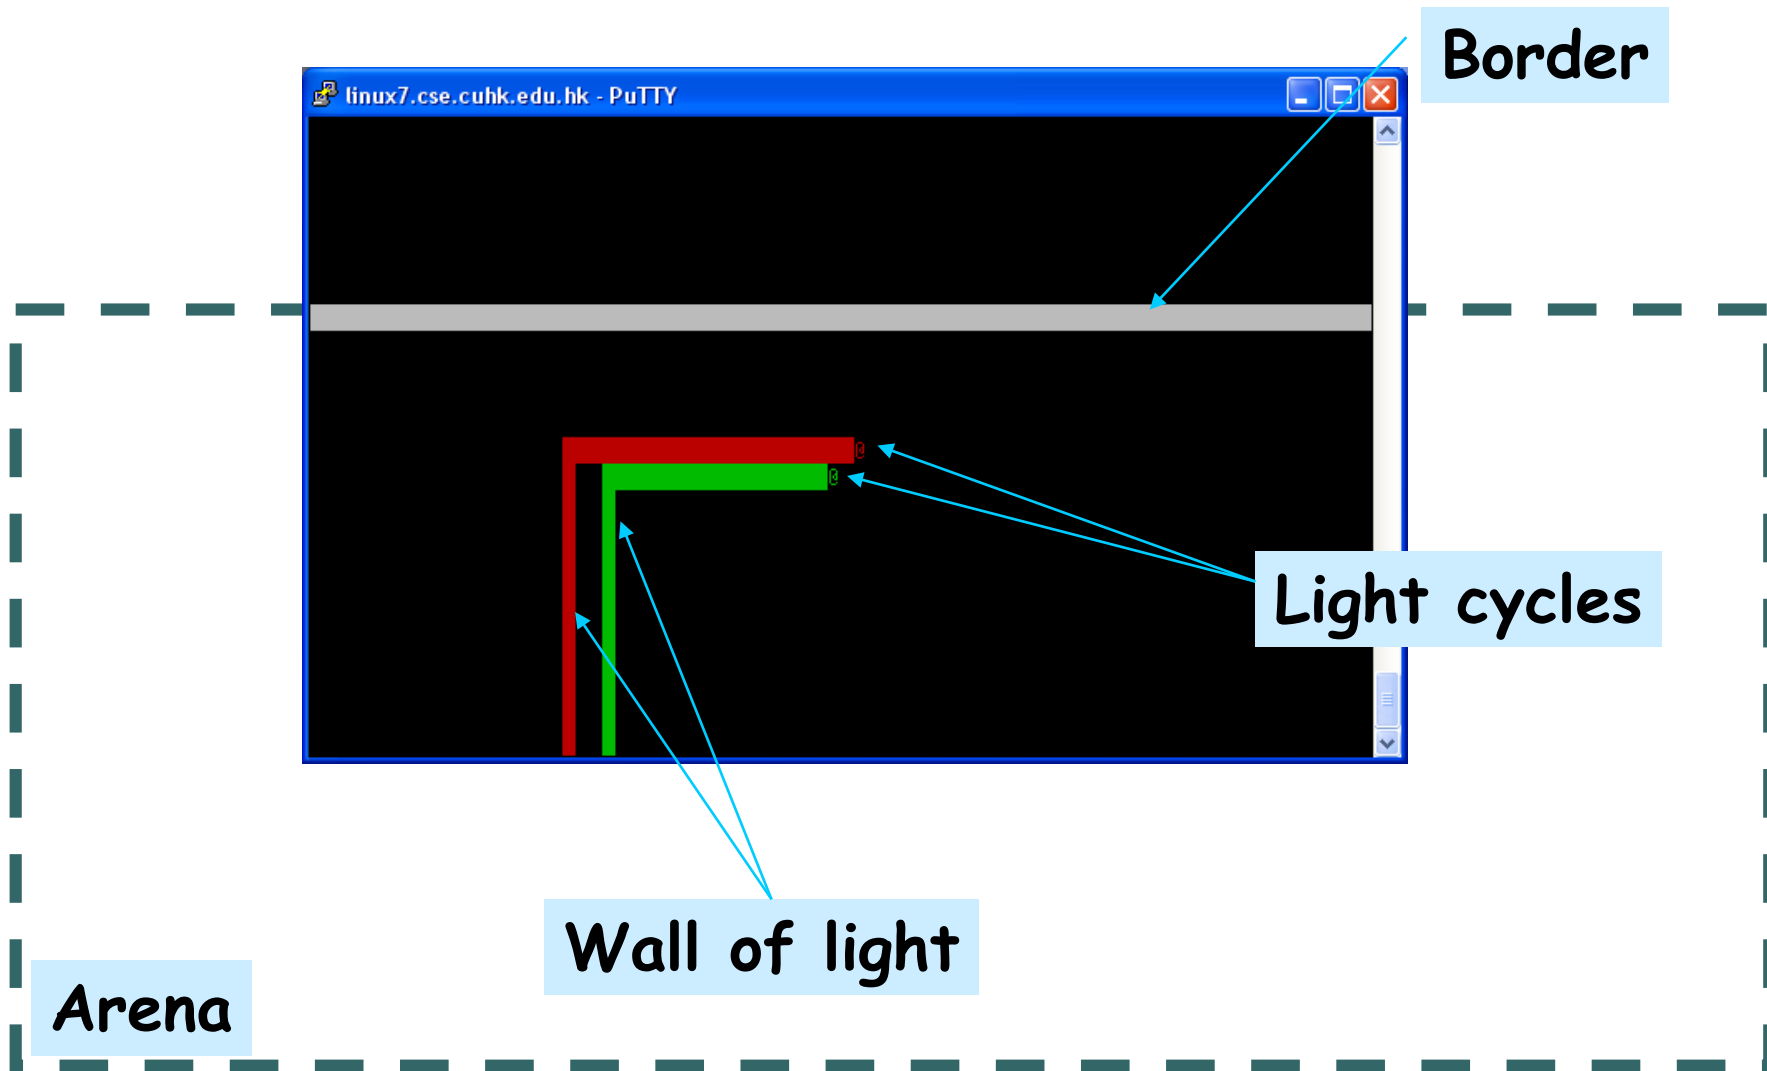 Border
linux7.cse.cuhk.edu.hk - PuTTY
@
@
Light cycles
Wall of light
Arena